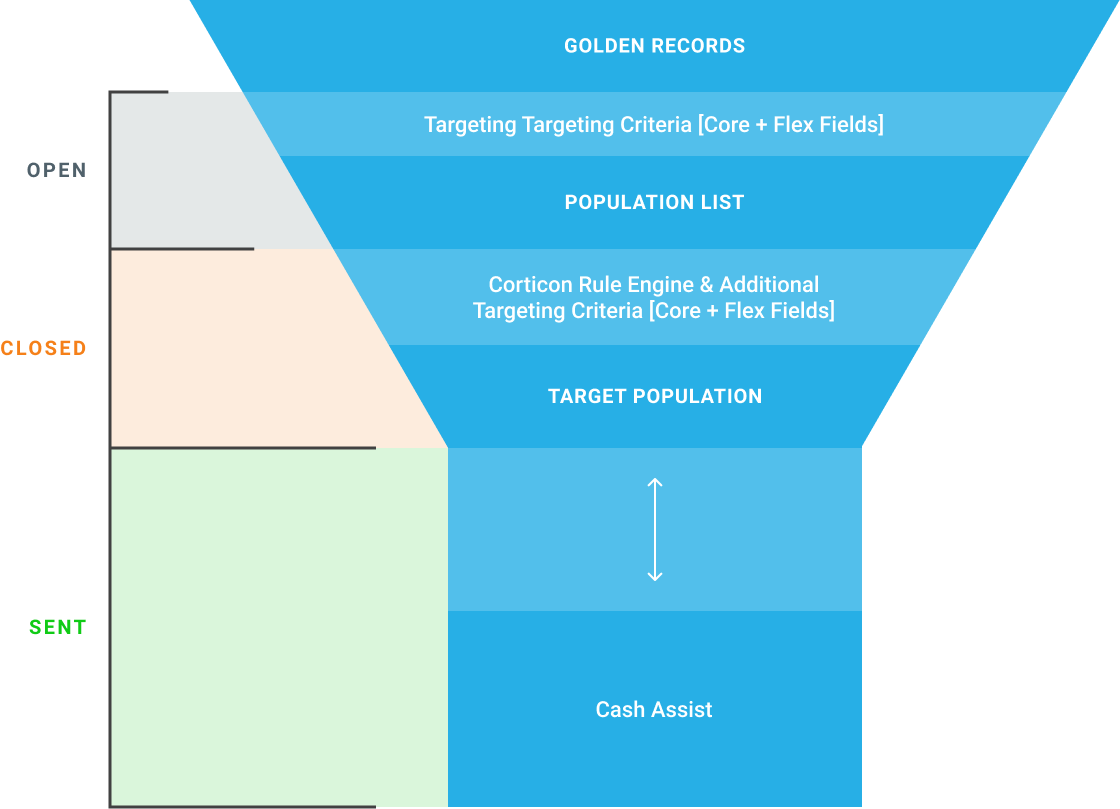 GOLDEN RECORDS
Targeting Targeting Criteria [Core + Flex Fields]
OPEN
POPULATION LIST
Corticon Rule Engine & Additional
Targeting Criteria [Core + Flex Fields]
CLOSED
TARGET POPULATION
SENT
Cash Assist